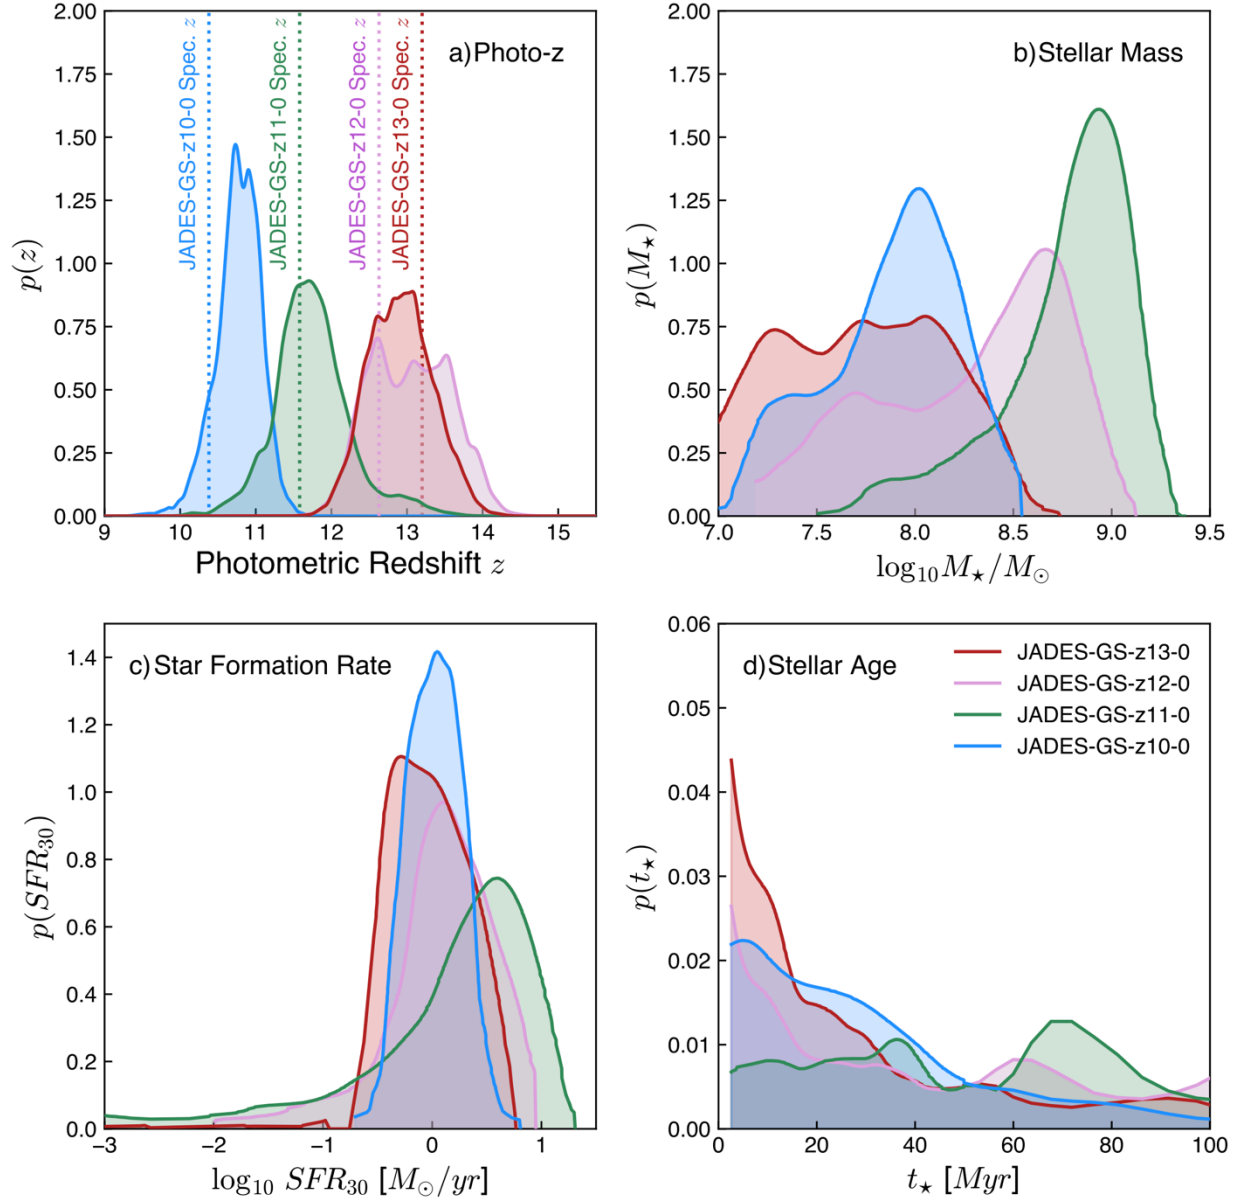 2.00
1.75
1.50
1.25
1.00
0.75
0.50
0.25
0.00
p(z)
a) Photo-z
JADES-GS-z10-0 Spec. z
JADES-GS-z11-0 Spec. z
JADES-GS-z12-0 Spec. z
JADES-GS-z13-0 Spec. z
9 10 11 12 13 14 15
Photometric Redshift z
2.00
1.75
1.50
1.25
1.00
0.75
0.50
0.25
0.00
p(M⋆)
b) Stellar Mass
7.0 7.5 8.0 8.5 9.0 9.5
log₁₀M⋆/M⊙
1.4
1.2
1.0
0.8
0.6
0.4
0.2
0.0
p(SFR₃₀)
c) Star Formation Rate
−3 −2 −1 0 1
log₁₀ SFR₃₀ [M⊙/yr]
0.06
0.05
0.04
0.03
0.02
0.01
0.00
p(t⋆)
d) Stellar Age
JADES-GS-z13-0
JADES-GS-z12-0
JADES-GS-z11-0
JADES-GS-z10-0
0 20 40 60 80 100
t⋆ [Myr]